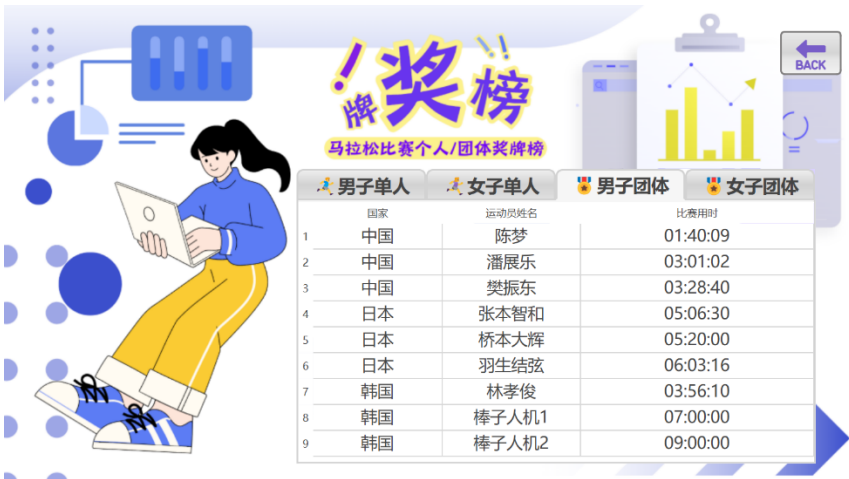 BACK
牌奖榜
马拉松比赛个人/团体奖牌榜
男子单人 女子单人 男子团体 女子团体
国家 运动员姓名 比赛用时
1 中国 陈梦 01:40:09
2 中国 潘展乐 03:01:02
3 中国 樊振东 03:28:40
4 日本 张本智和 05:06:30
5 日本 桥本大辉 05:20:00
6 日本 羽生结弦 06:03:16
7 韩国 林孝俊 03:56:10
8 韩国 棒子人机1 07:00:00
9 韩国 棒子人机2 09:00:00